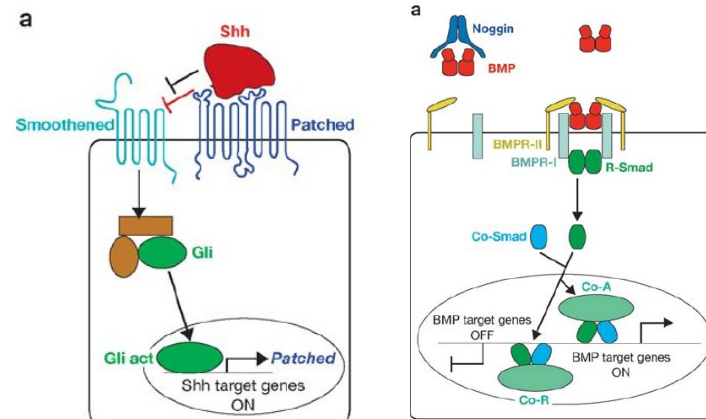 a
Shh
Smoothened
Patched
Gli
Gli act
Patched
Shh target genes
ON
a
Noggin
BMP
BMPR-II
BMPR-I
R-Smad
Co-Smad
Co-A
BMP target genes
OFF
BMP target genes
ON
Co-R